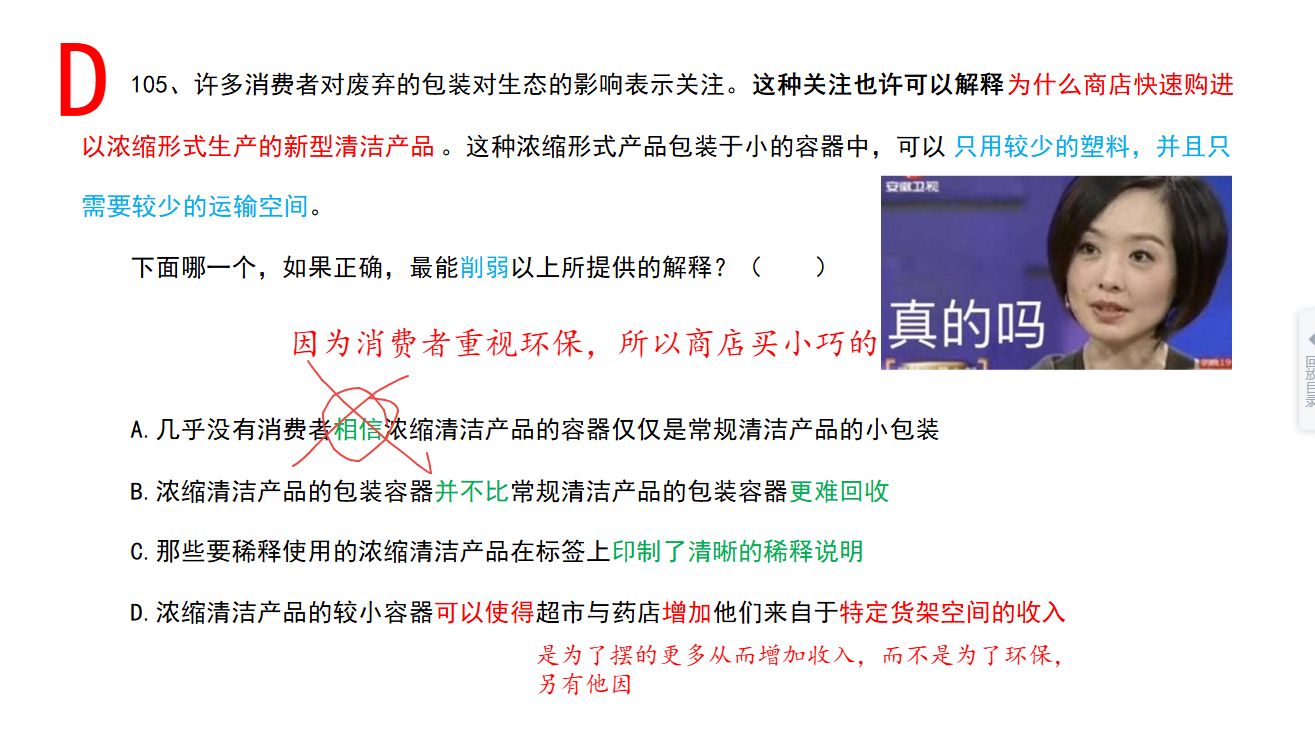 D
105、许多消费者对废弃的包装对生态的影响表示关注。这种关注也许可以解释为什么商店快速购进
以浓缩形式生产的新型清洁产品。这种浓缩形式产品包装于小的容器中，可以只用较少的塑料，并且只
需要较少的运输空间。
安徽卫视
下面哪一个，如果正确，最能削弱以上所提供的解释？（　　）
真的吗
因为消费者重视环保，所以商店买小巧的
回放目录
A.几乎没有消费者相信浓缩清洁产品的容器仅仅是常规清洁产品的小包装
B.浓缩清洁产品的包装容器并不比常规清洁产品的包装容器更难回收
C.那些要稀释使用的浓缩清洁产品在标签上印制了清晰的稀释说明
D.浓缩清洁产品的较小容器可以使得超市与药店增加他们来自于特定货架空间的收入
是为了摆的更多从而增加收入，而不是为了环保，
另有他因